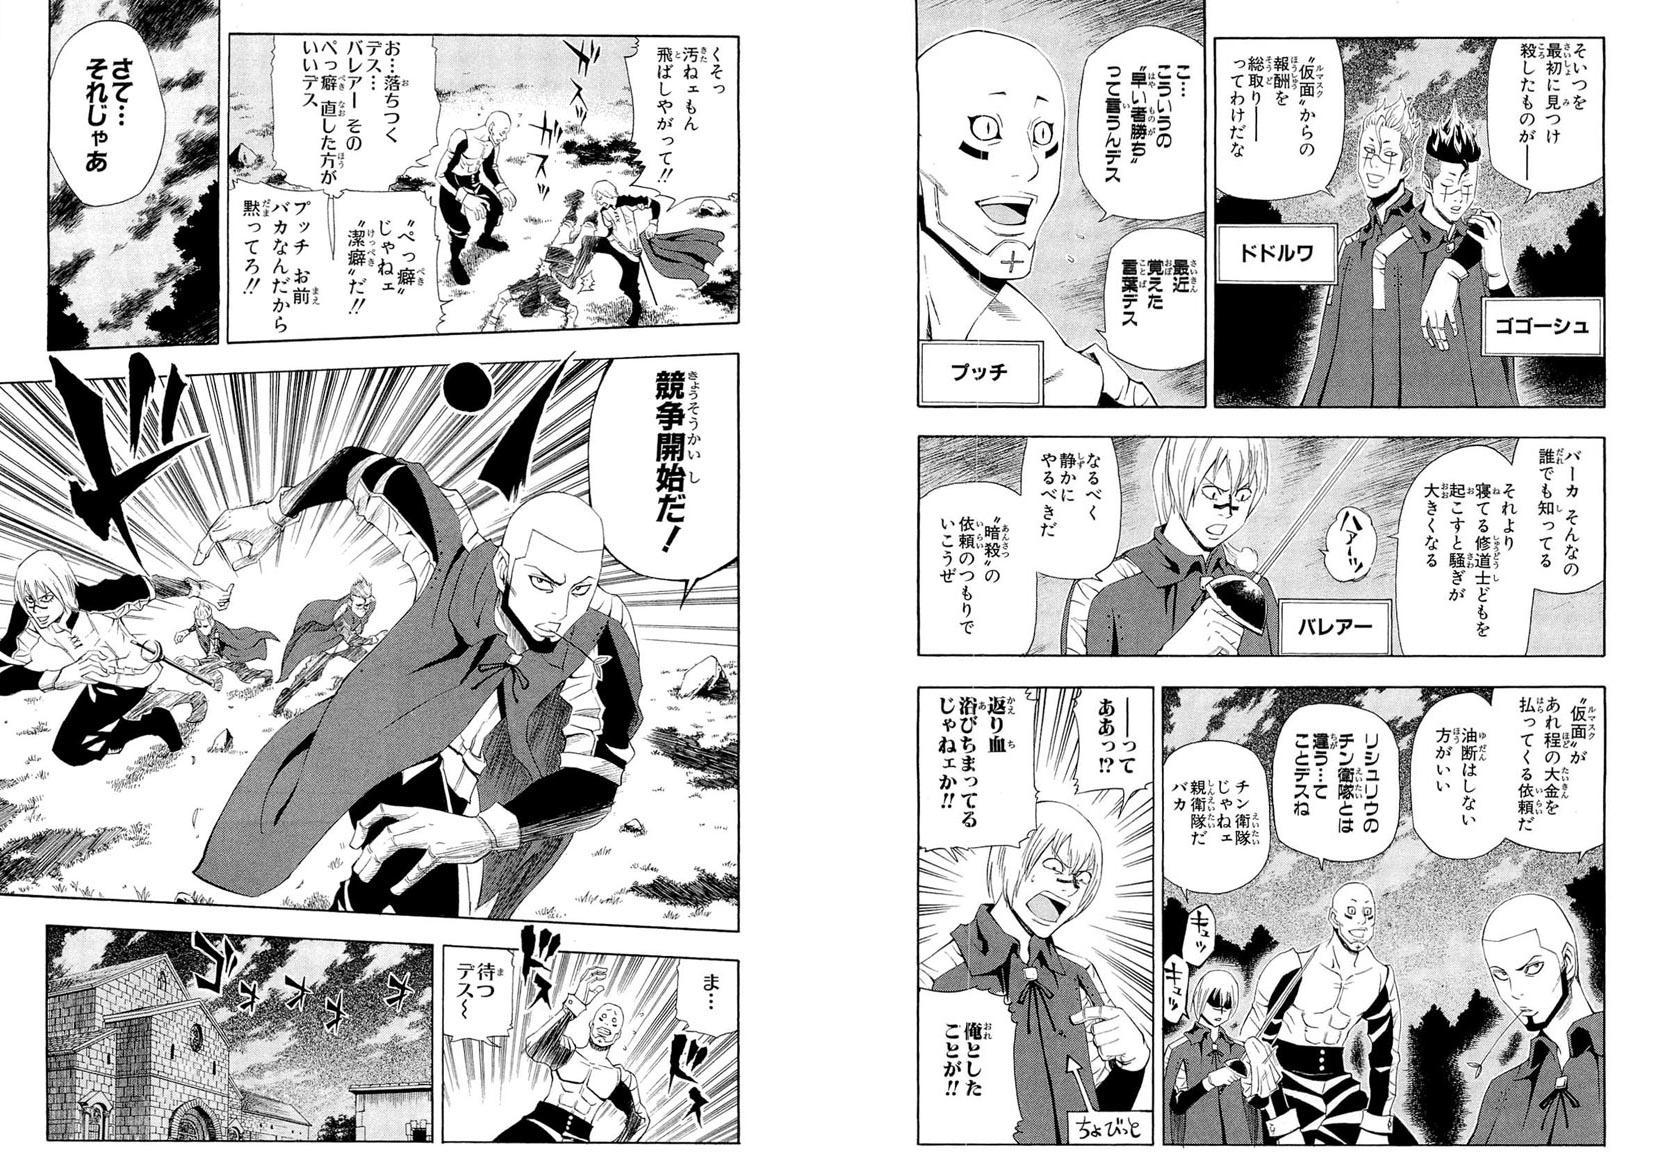 そいつを
最初に見つけ
殺したものが――
“仮面”からの
報酬を
総取り――
ってわけだな
ドドルワ
ゴゴーシュ
こ…
こういうの
“早い者勝ち”
って言うんデス
最近
覚えた
言葉デス
プッチ
バーカ そんなの
誰でも知ってる
それより
寝てる修道士どもを
起こすと騒ぎが
大きくなる
ハァーッ
バレアー
なるべく
静かに
やるべきだ
“暗殺”の
依頼のつもりで
いこうぜ
“仮面”が
あれ程の大金を
払ってくる依頼だ
油断はしない
方がいい
リシュリウの
チン衛隊とは
違う…って
ことデスね
チン衛隊
じゃねェ
親衛隊だ
バカ
キュッ
キュッ
――って
ああっ!?
返り血
浴びちまってる
じゃねェか!!
俺とした
ことが!!
ちょびっと
くそっ
汚ねェもん
飛ばしやがって!!
ガス
ガス
お…落ちつく
デス…
バレアー その
ぺっ癖 直した方が
いいデス
“ぺっ癖”
じゃねェ
“潔癖”だ!!
プッチ お前
バカなんだから
黙ってろ!!
さて…
それじゃあ
競争開始だ!
ドン
ま…
待つ
デス～
ドス
ドス
ゴオオオオ